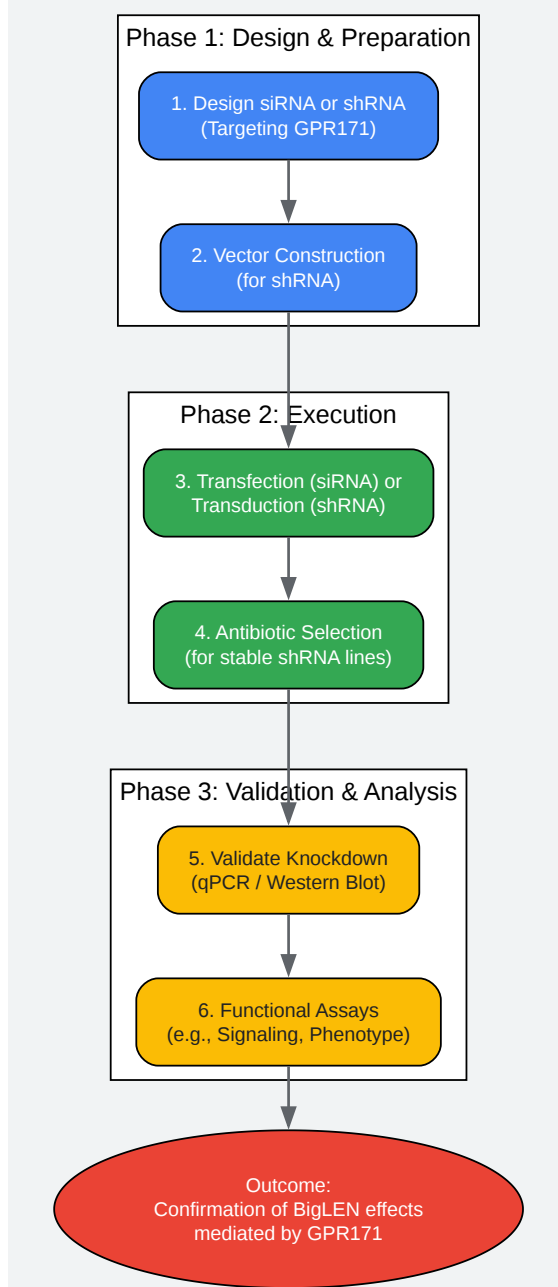 Phase 1: Design & Preparation
1. Design siRNA or shRNA
(Targeting GPR171)
2. Vector Construction
(for shRNA)
Phase 2: Execution
3. Transfection (siRNA) or
Transduction (shRNA)
4. Antibiotic Selection
(for stable shRNA lines)
Phase 3: Validation & Analysis
5. Validate Knockdown
(qPCR / Western Blot)
6. Functional Assays
(e.g., Signaling, Phenotype)
Outcome:
Confirmation of BigLEN effects
mediated by GPR171